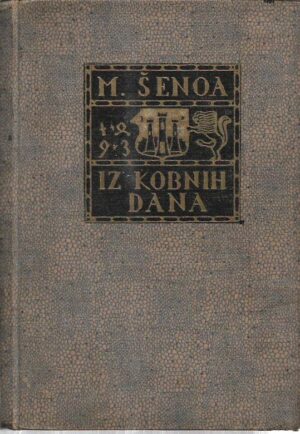 M. ŠENOA
IZ KOBNIH
DANA